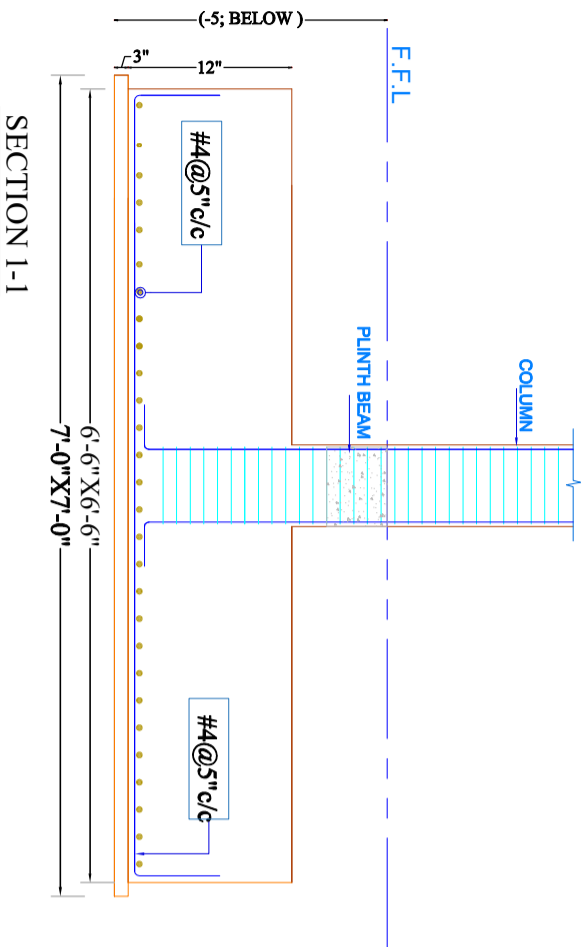 (-5; BELOW )
F.F.L
3"
12"
#4@5"c/c
PLINTH BEAM
COLUMN
#4@5"c/c
6'-6"X6'-6"
7'-0"X7'-0"
SECTION 1-1